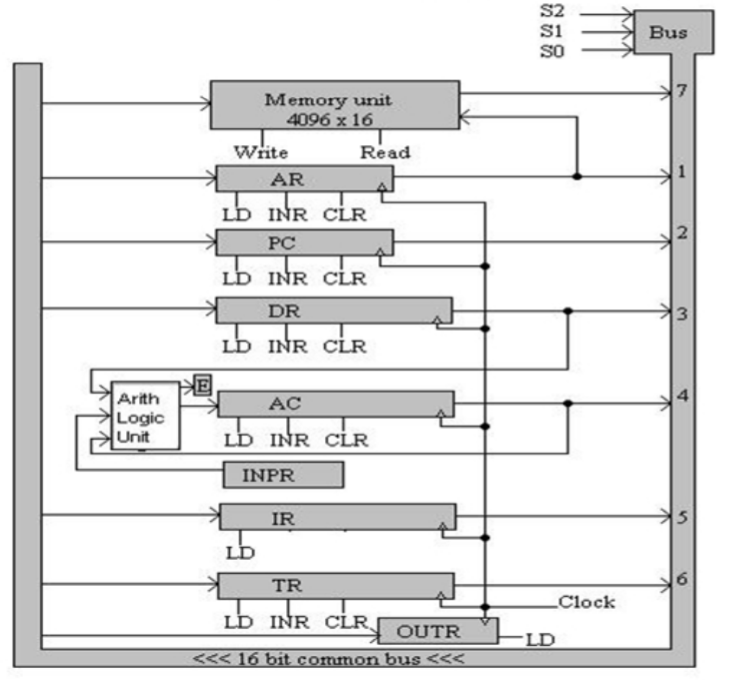 S2
S1
S0
Bus
Memory unit
4096 x 16
7
Write Read
AR
1
LD INR CLR
PC
2
LD INR CLR
DR
3
LD INR CLR
Arith
Logic
Unit
E
AC
4
LD INR CLR
INPR
IR
5
LD
TR
6
LD INR CLR
Clock
OUTR
LD
<<< 16 bit common bus <<<